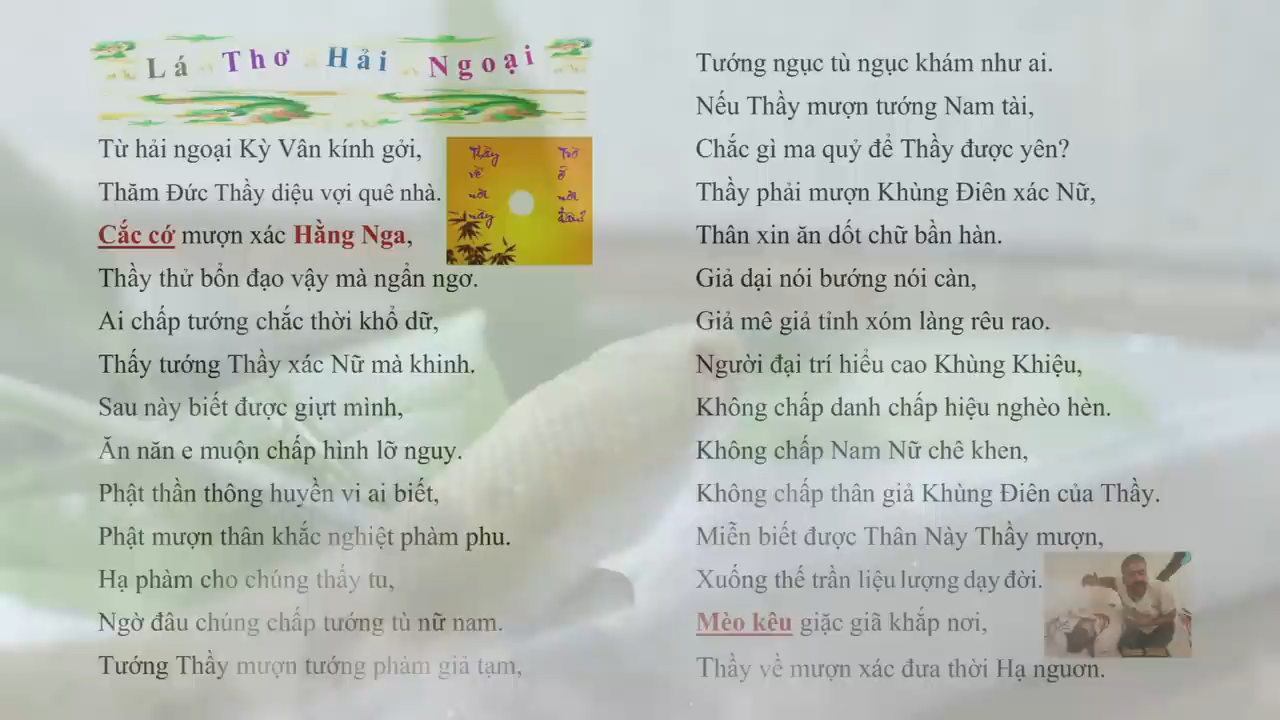 Lá Thơ Hải Ngoại
Từ hải ngoại Kỳ Vân kính gởi,
Thăm Đức Thầy diệu vợi quê nhà.
Cắc cớ mượn xác Hằng Nga,
Thầy thử bổn đạo vậy mà ngẩn ngơ.
Ai chấp tướng chắc thời khổ dữ,
Thấy tướng Thầy xác Nữ mà khinh.
Sau này biết được giựt mình,
Ăn năn e muộn chấp hình lỡ nguy.
Phật thần thông huyền vi ai biết,
Phật mượn thân khắc nghiệt phàm phu.
Hạ phàm cho chúng thấy tu,
Ngờ đâu chúng chấp tướng tù nữ nam.
Tướng Thầy mượn tướng phàm giả tạm,
Thầy
về
nơi
này
Trở
ở
nơi
đâu?
Tướng ngục tù ngục khám như ai.
Nếu Thầy mượn tướng Nam tài,
Chắc gì ma quỷ để Thầy được yên?
Thầy phải mượn Khùng Điên xác Nữ,
Thân xin ăn dốt chữ bần hàn.
Giả dại nói bướng nói càn,
Giả mê giả tỉnh xóm làng rêu rao.
Người đại trí hiểu cao Khùng Khiệu,
Không chấp danh chấp hiệu nghèo hèn.
Không chấp Nam Nữ chê khen,
Không chấp thân giả Khùng Điên của Thầy.
Miễn biết được Thân Này Thầy mượn,
Xuống thế trần liệu lượng dạy đời.
Mèo kêu giặc giã khắp nơi,
Thầy về mượn xác đưa thời Hạ nguơn.